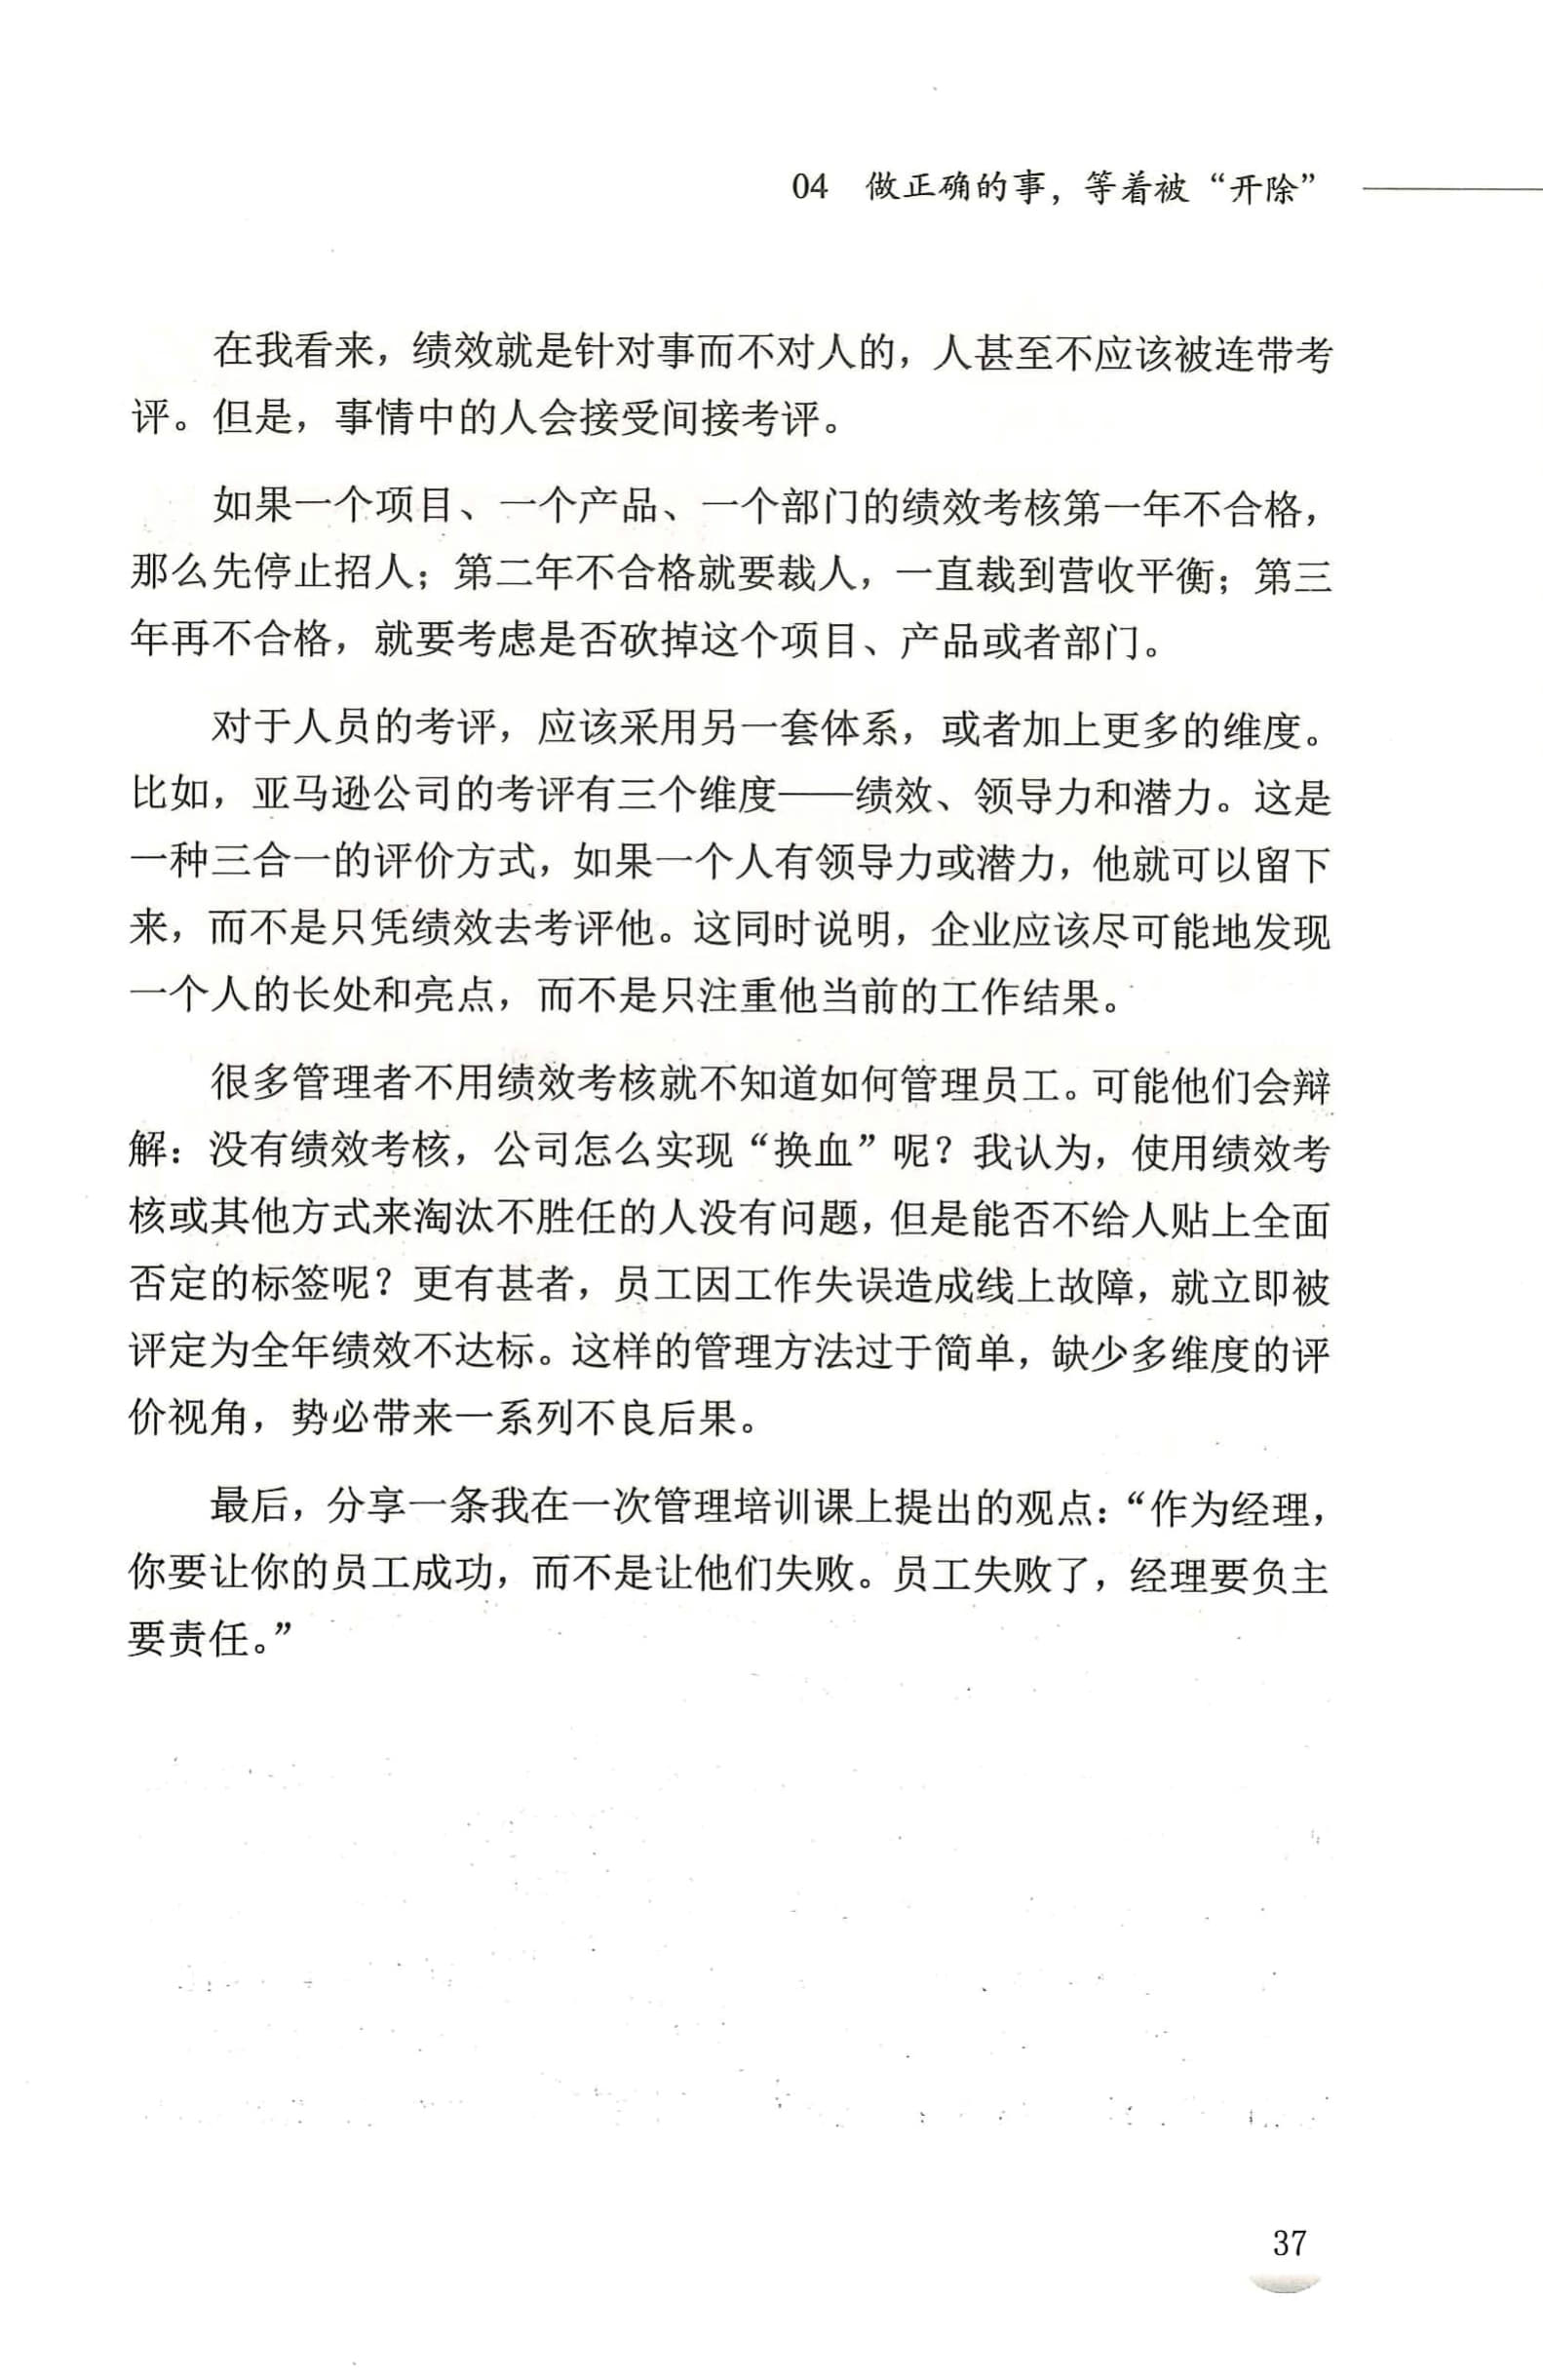 04 做正确的事，等着被“开除”
在我看来，绩效就是针对事而不对人的，人甚至不应该被连带考
评。但是，事情中的人会接受间接考评。
如果一个项目、一个产品、一个部门的绩效考核第一年不合格，
那么先停止招人；第二年不合格就要裁人，一直裁到营收平衡；第三
年再不合格，就要考虑是否砍掉这个项目、产品或者部门。
对于人员的考评，应该采用另一套体系，或者加上更多的维度。
比如，亚马逊公司的考评有三个维度——绩效、领导力和潜力。这是
一种三合一的评价方式，如果一个人有领导力或潜力，他就可以留下
来，而不是只凭绩效去考评他。这同时说明，企业应该尽可能地发现
一个人的长处和亮点，而不是只注重他当前的工作结果。
很多管理者不用绩效考核就不知道如何管理员工。可能他们会辩
解：没有绩效考核，公司怎么实现“换血”呢？我认为，使用绩效考
核或其他方式来淘汰不胜任的人没有问题，但是能否不给人贴上全面
否定的标签呢？更有甚者，员工因工作失误造成线上故障，就立即被
评定为全年绩效不达标。这样的管理方法过于简单，缺少多维度的评
价视角，势必带来一系列不良后果。
最后，分享一条我在一次管理培训课上提出的观点：“作为经理，
你要让你的员工成功，而不是让他们失败。员工失败了，经理要负主
要责任。”
37